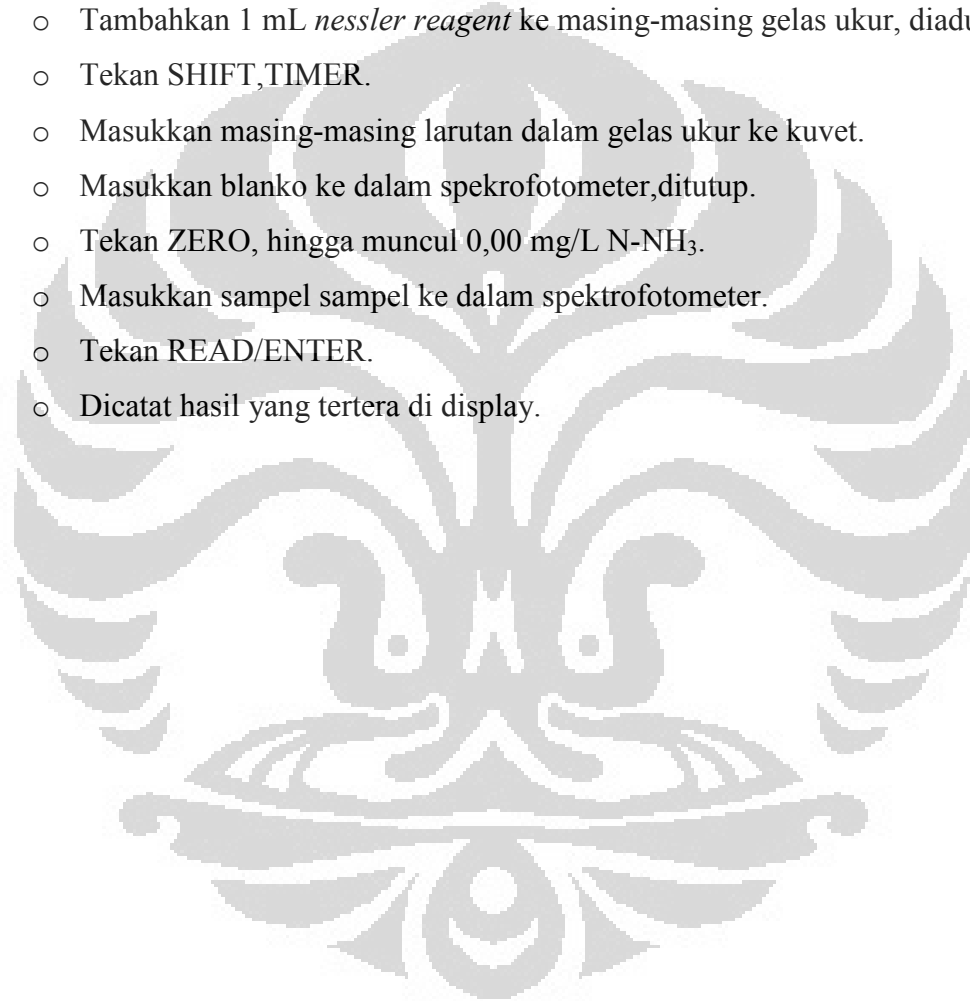 o Tambahkan 1 mL nessler reagent ke masing-masing gelas ukur, diadu
o Tekan SHIFT,TIMER.
o Masukkan masing-masing larutan dalam gelas ukur ke kuvet.
o Masukkan blanko ke dalam spekrofotometer,ditutup.
o Tekan ZERO, hingga muncul 0,00 mg/L N-NH₃.
o Masukkan sampel sampel ke dalam spektrofotometer.
o Tekan READ/ENTER.
o Dicatat hasil yang tertera di display.